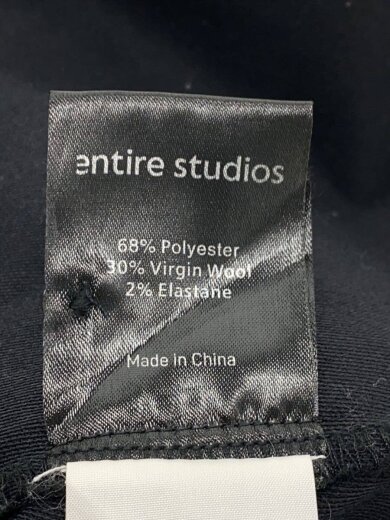 entire studios
68% Polyester
30% Virgin Wool
2% Elastane
Made in China